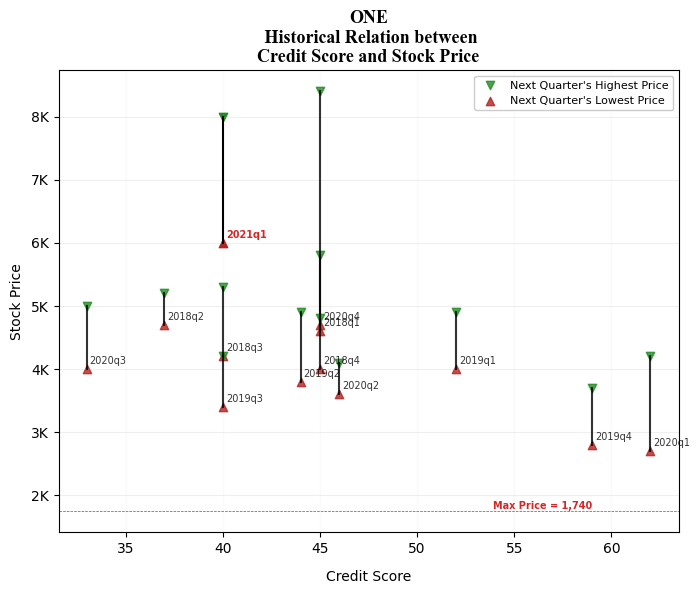 ONE
Historical Relation between
Credit Score and Stock Price
Next Quarter's Highest Price
Next Quarter's Lowest Price
8K
7K
6K
5K
4K
3K
2K
Stock Price
2021q1
2018q2
2020q4
2018q1
2018q3
2020q3
2018q4
2019q1
2019q2
2020q2
2019q3
2019q4
2020q1
Max Price = 1,740
35
40
45
50
55
60
Credit Score